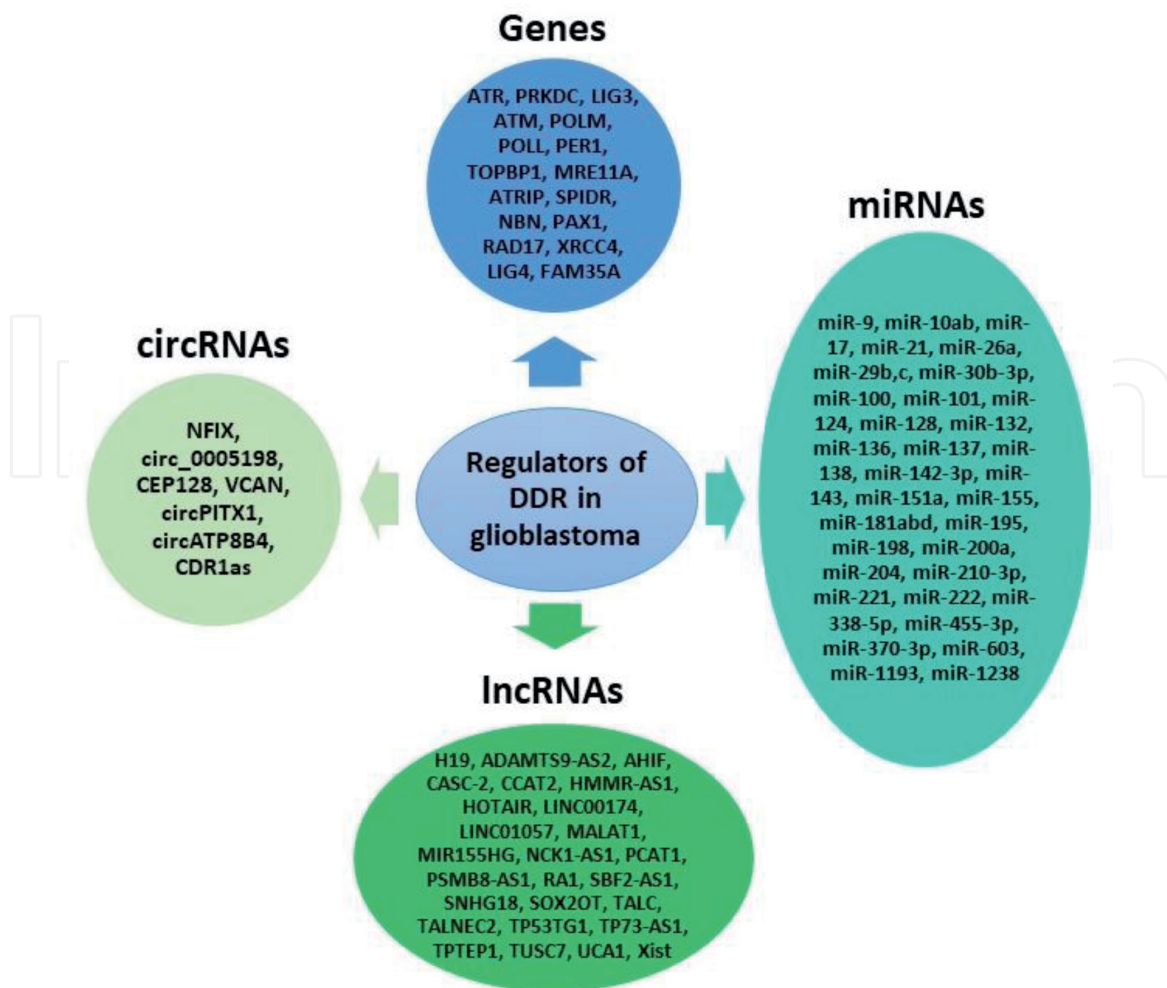 Genes
ATR, PRKDC, LIG3,
ATM, POLM,
POLL, PER1,
TOPBP1, MRE11A,
ATRIP, SPIDR,
NBN, PAX1,
RAD17, XRCC4,
LIG4, FAM35A
miRNAs
miR-9, miR-10ab, miR-
17, miR-21, miR-26a,
miR-29b,c, miR-30b-3p,
miR-100, miR-101, miR-
124, miR-128, miR-132,
miR-136, miR-137, miR-
138, miR-142-3p, miR-
143, miR-151a, miR-155,
miR-181abd, miR-195,
miR-198, miR-200a,
miR-204, miR-210-3p,
miR-221, miR-222, miR-
338-5p, miR-455-3p,
miR-370-3p, miR-603,
miR-1193, miR-1238
circRNAs
NFIX,
circ_0005198,
CEP128, VCAN,
circPITX1,
circATP8B4,
CDR1as
Regulators of
DDR in
glioblastoma
lncRNAs
H19, ADAMTS9-AS2, AHIF,
CASC-2, CCAT2, HMMR-AS1,
HOTAIR, LINC00174,
LINC01057, MALAT1,
MIR155HG, NCK1-AS1, PCAT1,
PSMB8-AS1, RA1, SBF2-AS1,
SNHG18, SOX2OT, TALC,
TALNEC2, TP53TG1, TP73-AS1,
TPTEP1, TUSC7, UCA1, Xist